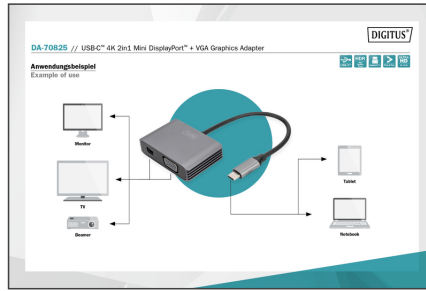 DIGITUS®
DA-70825 // USB-C™ 4K 2in1 Mini DisplayPort™ + VGA Graphics Adapter
Anwendungsbeispiel
Example of use
Monitor
TV
Beamer
Tablet
Notebook